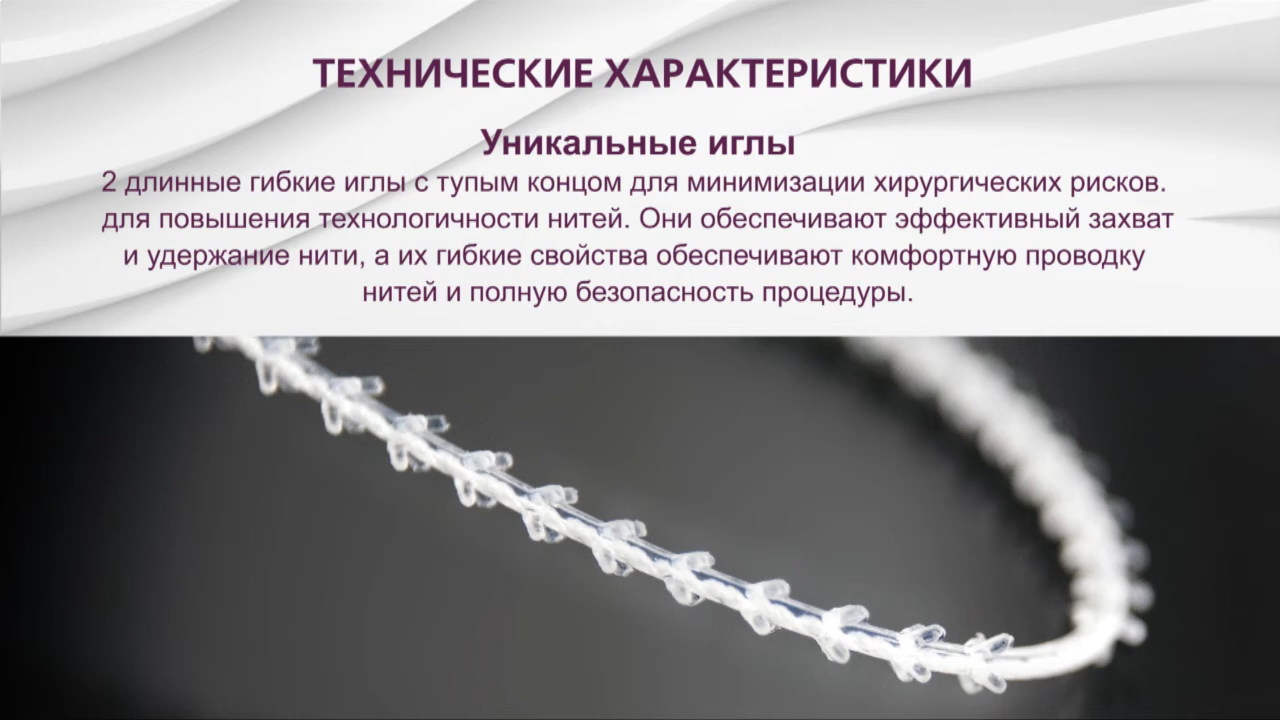 ТЕХНИЧЕСКИЕ ХАРАКТЕРИСТИКИ
Уникальные иглы
2 длинные гибкие иглы с тупым концом для минимизации хирургических рисков.
для повышения технологичности нитей. Они обеспечивают эффективный захват
и удержание нити, а их гибкие свойства обеспечивают комфортную проводку
нитей и полную безопасность процедуры.